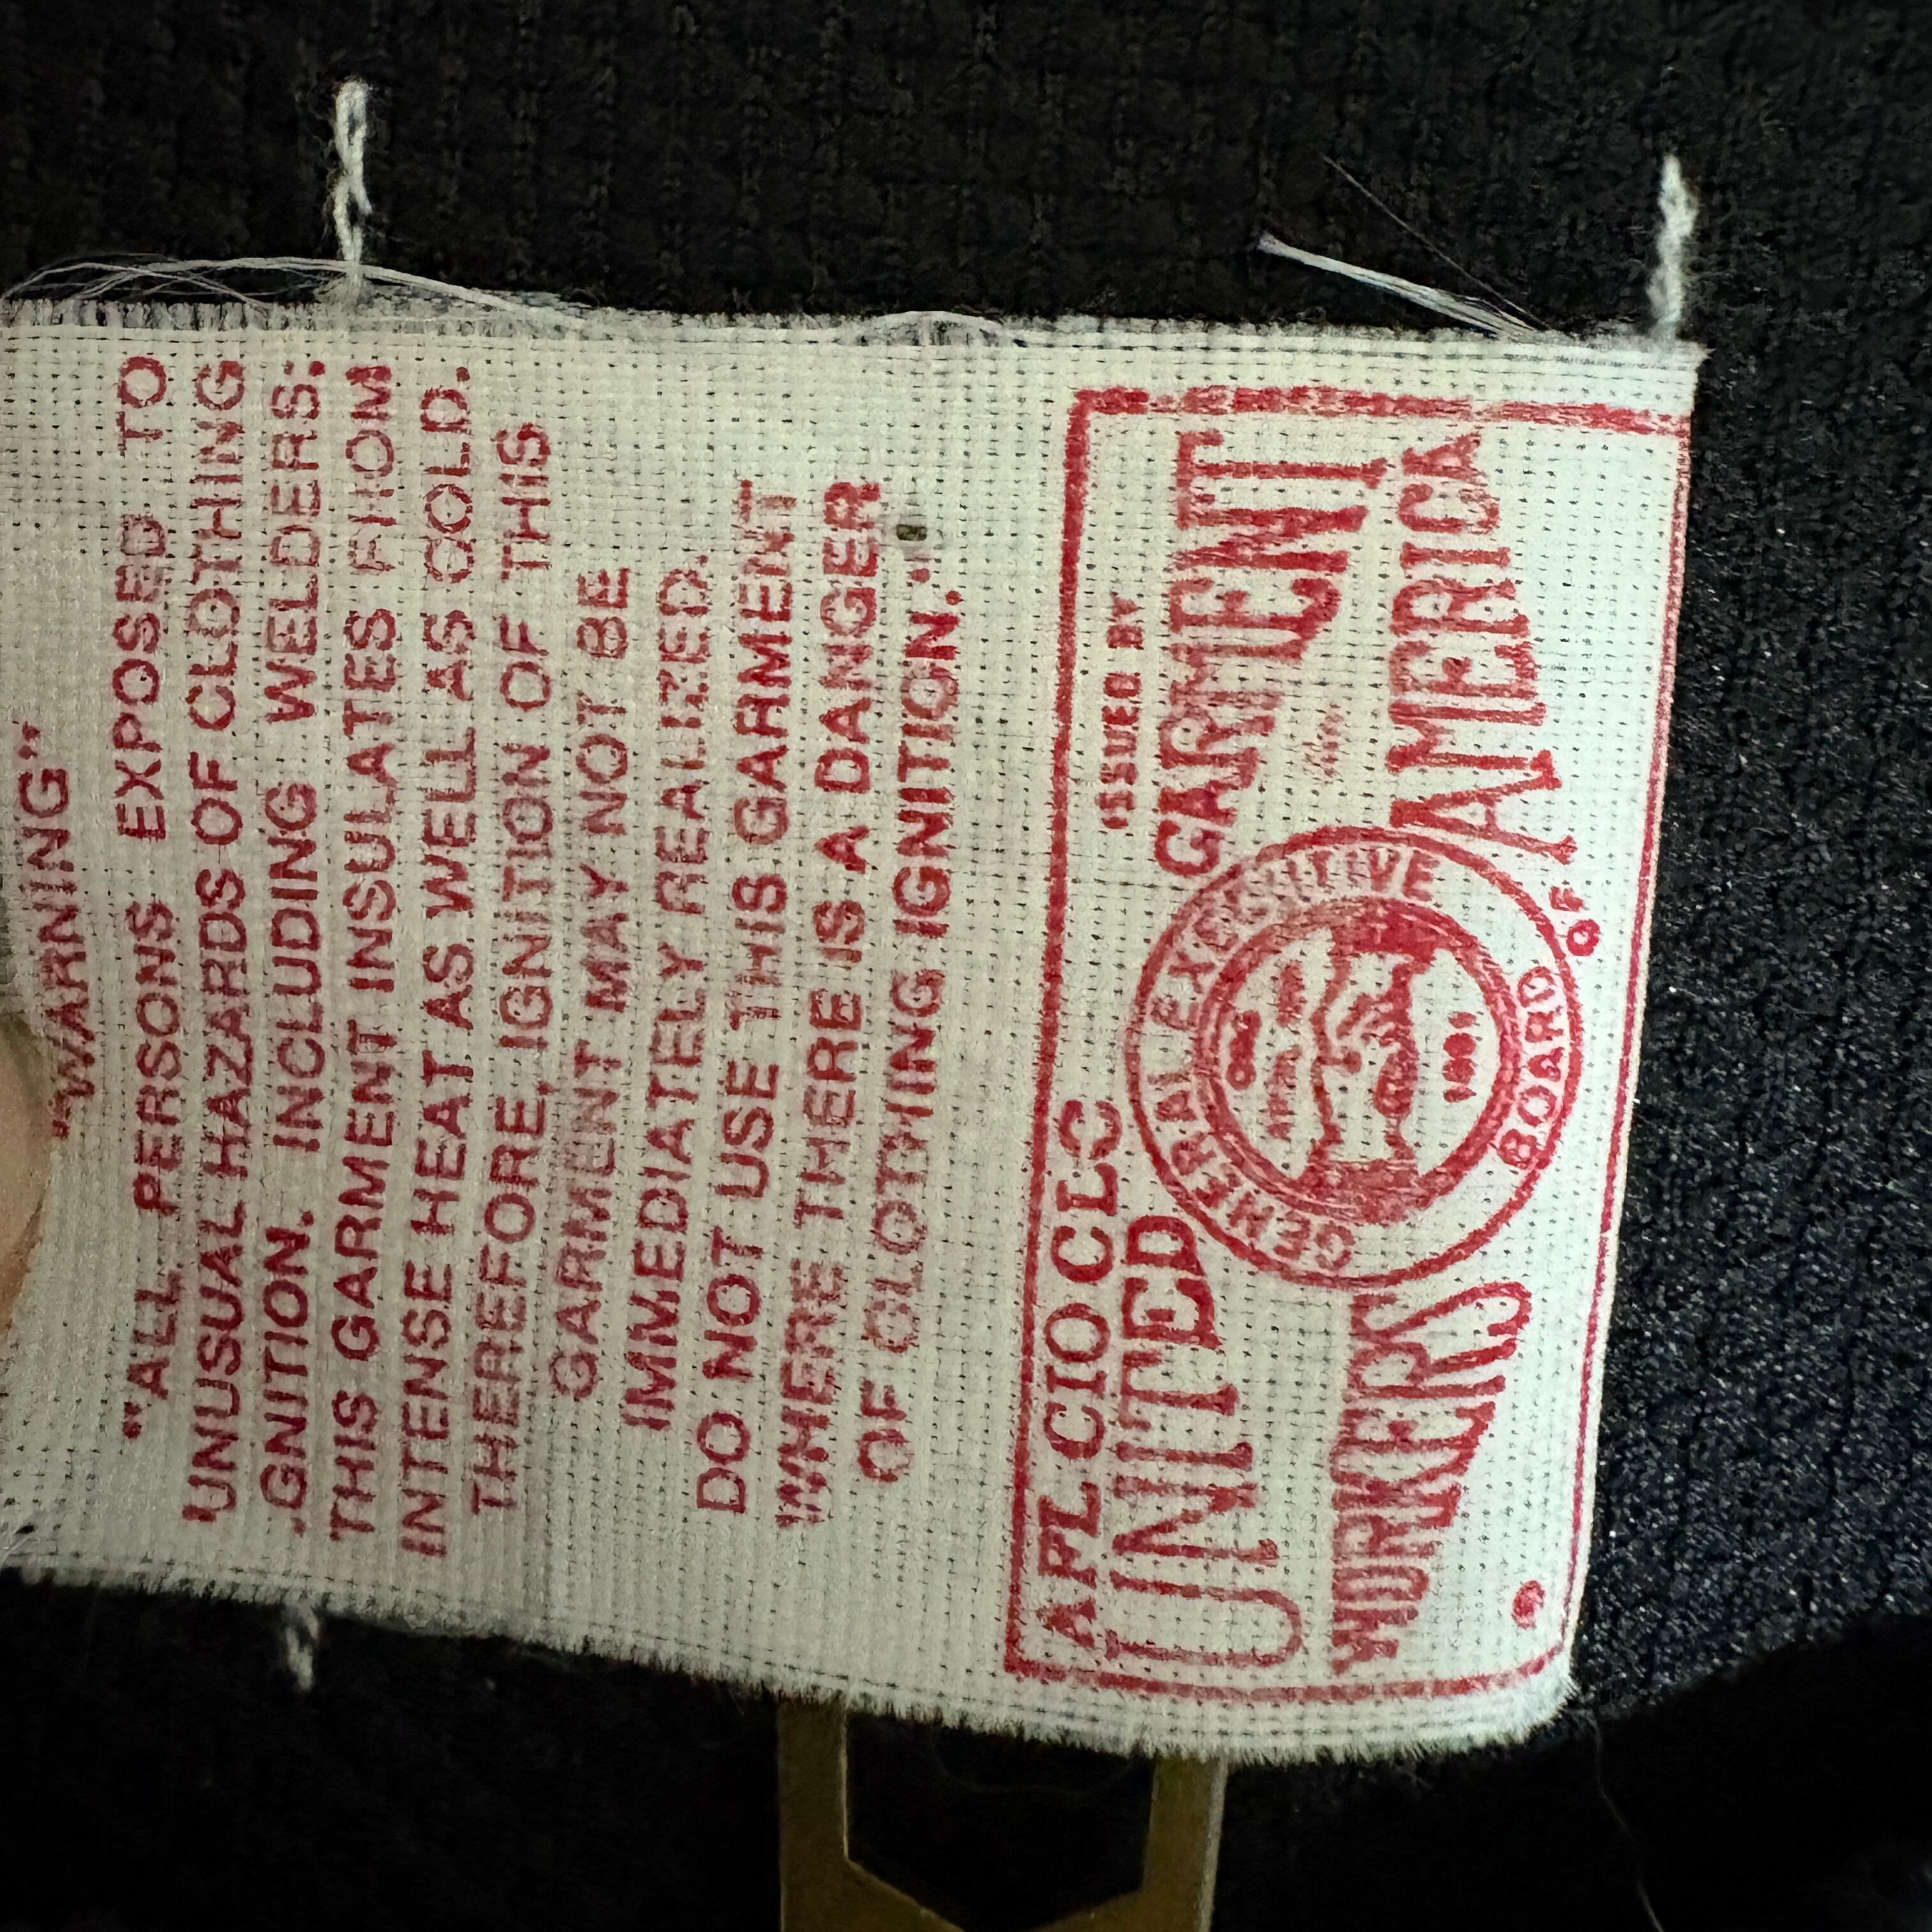 "WARNING"
"ALL PERSONS EXPOSED TO
UNUSUAL HAZARDS OF CLOTHING
IGNITION. INCLUDING WELDERS:
THIS GARMENT INSULATES FROM
INTENSE HEAT AS WELL AS COLD.
THEREFORE, IGNITION OF THIS
GARMENT MAY NOT BE
IMMEDIATELY REALIZED.
DO NOT USE THIS GARMENT
WHERE THERE IS A DANGER
OF CLOTHING IGNITION."
AFL CIO CLC
ISSUED BY
UNITED GARMENT
WORKERS OF AMERICA
GENERAL EXECUTIVE
BOARD
ORG
APRIL
1891